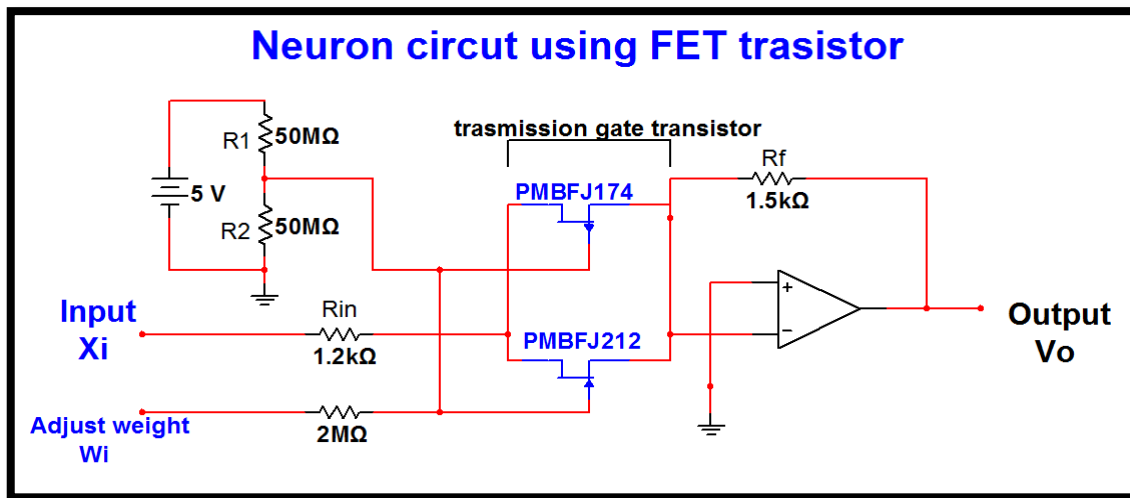 Neuron circut using FET trasistor
R1
50MΩ
trasmission gate transistor
Rf
1.5kΩ
5 V
PMBFJ174
R2
50MΩ
Input
Xi
Rin
1.2kΩ
PMBFJ212
+
−
Output
Vo
Adjust weight
Wi
2MΩ